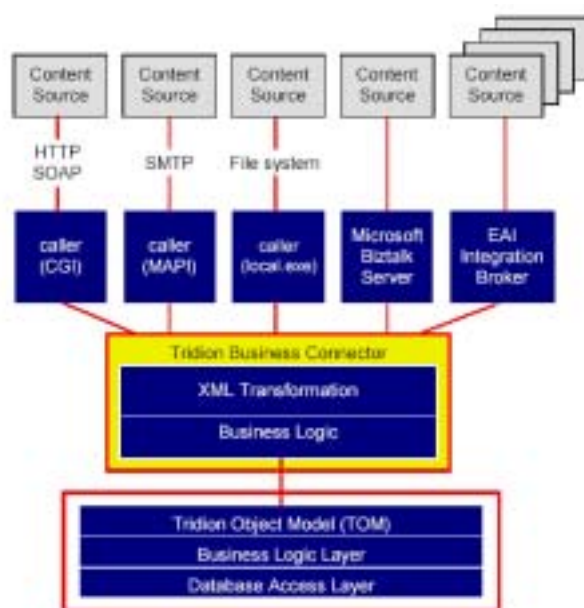 Content
Source
Content
Source
Content
Source
Content
Source
Content
Source
HTTP
SOAP
SMTP
File system
caller
(CGI)
caller
(MAPI)
caller
(local.exe)
Microsoft
Biztalk
Server
EAI
Integration
Broker
Tridion Business Connector
XML Transformation
Business Logic
Tridion Object Model (TOM)
Business Logic Layer
Database Access Layer